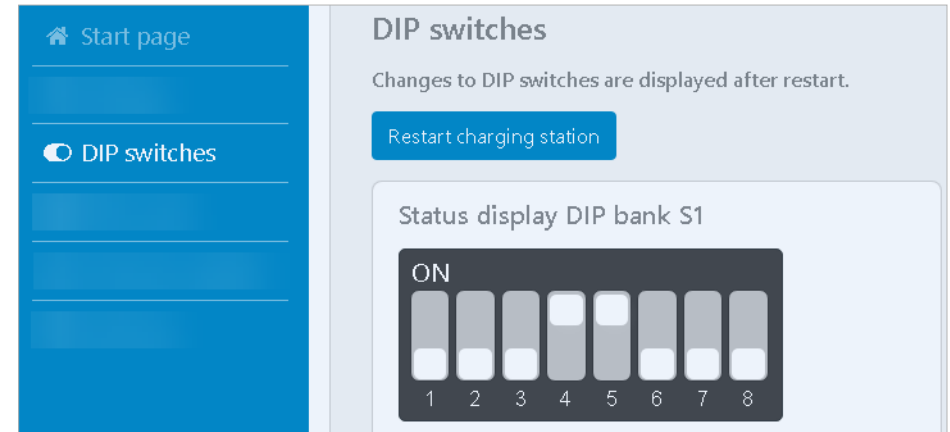 Start page
DIP switches
DIP switches
Changes to DIP switches are displayed after restart.
Restart charging station
Status display DIP bank S1
ON
1 2 3 4 5 6 7 8